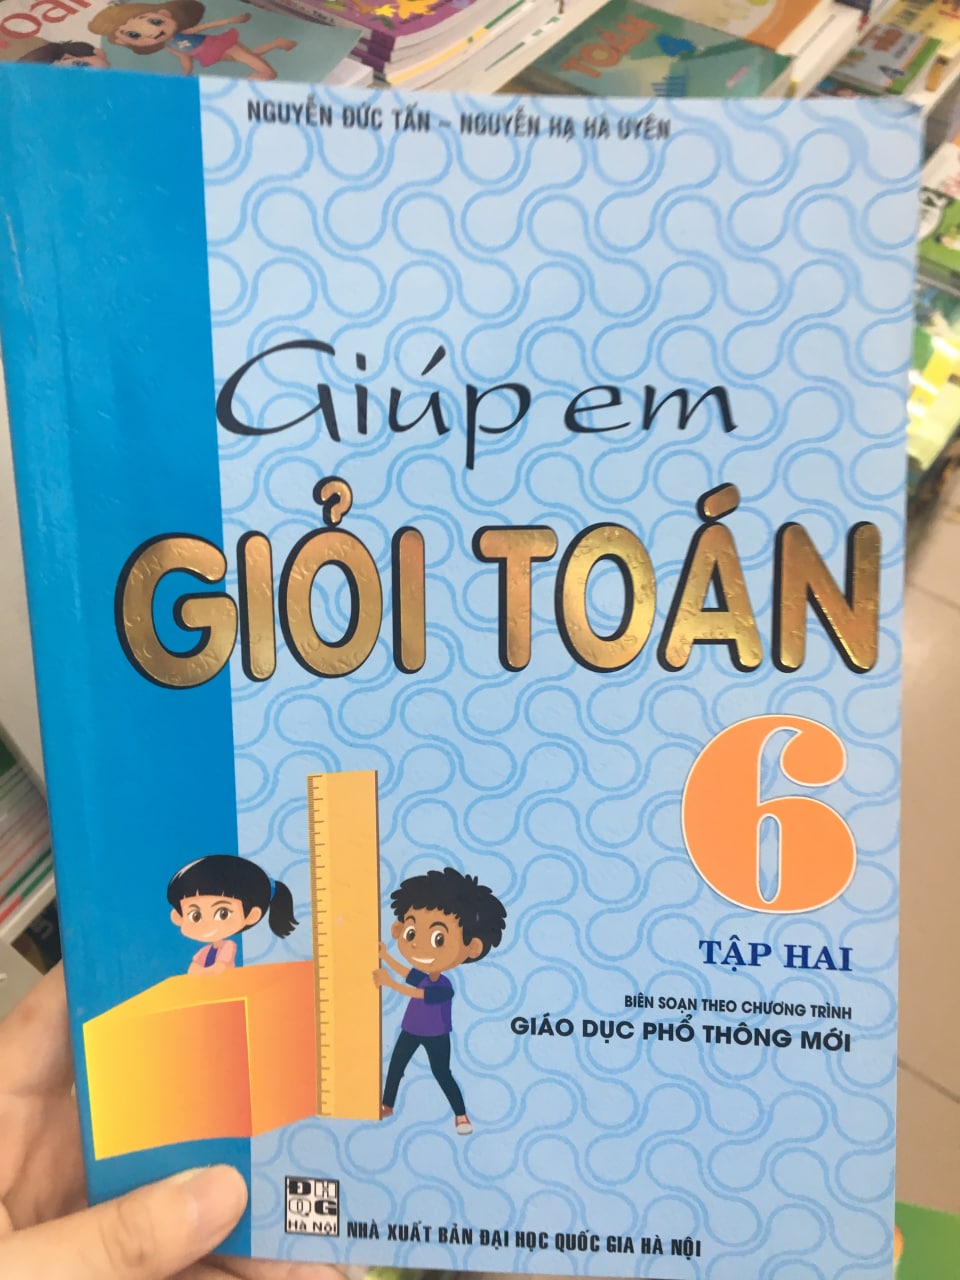 NGUYỄN ĐỨC TẤN - NGUYỄN HẠ HÀ UYÊN
Giúp em
GIỎI TOÁN
6
TẬP HAI
BIÊN SOẠN THEO CHƯƠNG TRÌNH
GIÁO DỤC PHỔ THÔNG MỚI
ĐH
QG
Hà Nội
NHÀ XUẤT BẢN ĐẠI HỌC QUỐC GIA HÀ NỘI
TOÁN